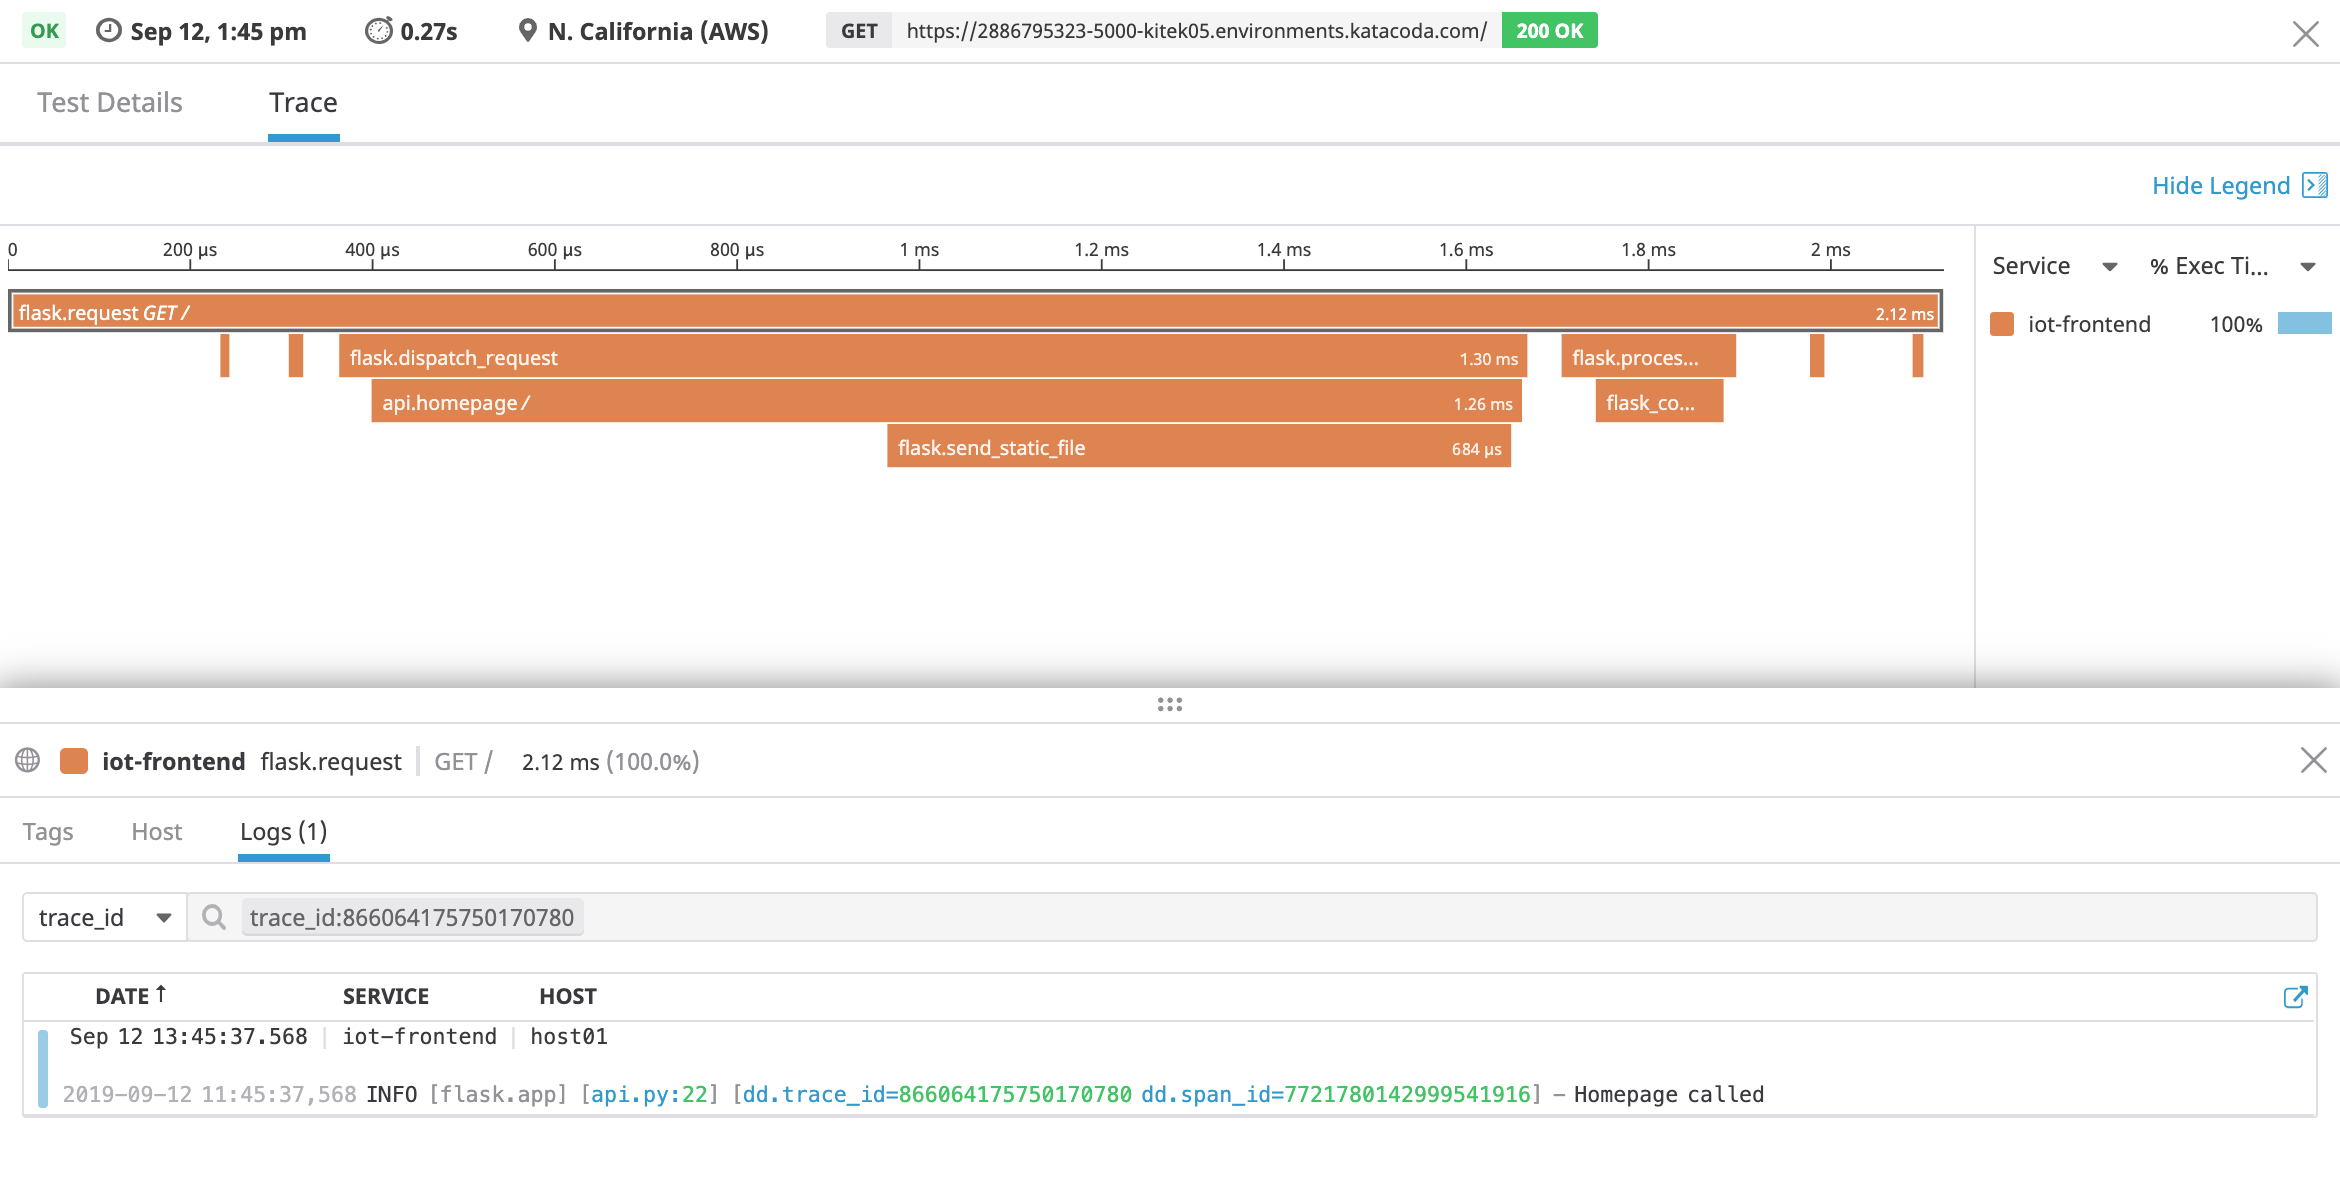 OK Sep 12, 1:45 pm 0.27s N. California (AWS) GET https://2886795323-5000-kitek05.environments.katacoda.com/ 200 OK
Test Details Trace
Hide Legend
0 200 µs 400 µs 600 µs 800 µs 1 ms 1.2 ms 1.4 ms 1.6 ms 1.8 ms 2 ms
Service % Exec Ti...
flask.request GET / 2.12 ms
iot-frontend 100%
flask.dispatch_request 1.30 ms flask.proces...
api.homepage / 1.26 ms flask_co...
flask.send_static_file 684 µs
iot-frontend flask.request GET / 2.12 ms (100.0%)
Tags Host Logs (1)
trace_id trace_id:866064175750170780
DATE↑ SERVICE HOST
Sep 12 13:45:37.568 | iot-frontend | host01
2019-09-12 11:45:37,568 INFO [flask.app] [api.py:22] [dd.trace_id=866064175750170780 dd.span_id=7721780142999541916] – Homepage called